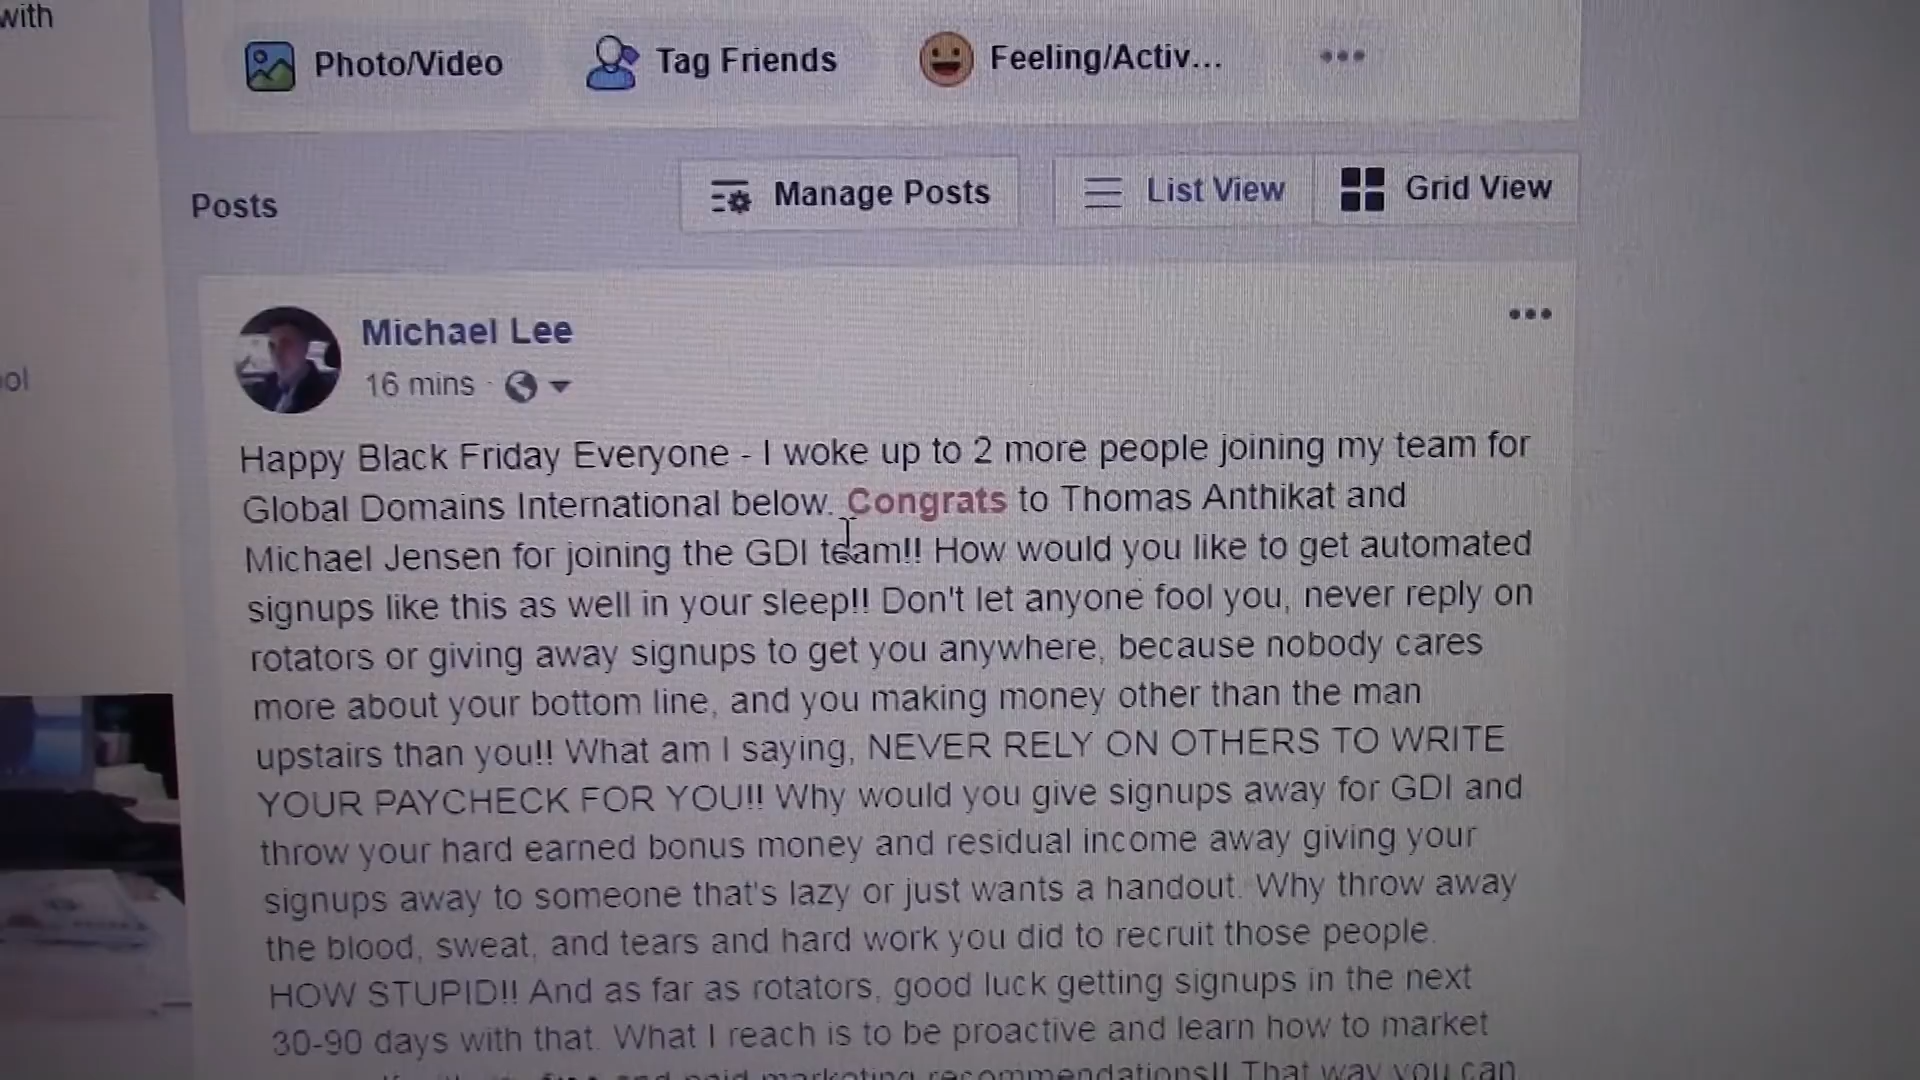 with
Photo/Video
Tag Friends
Feeling/Activ...
Posts
Manage Posts
List View
Grid View
Michael Lee
16 mins ·
ol
Happy Black Friday Everyone - I woke up to 2 more people joining my team for
Global Domains International below. Congrats to Thomas Anthikat and
Michael Jensen for joining the GDI team!! How would you like to get automated
signups like this as well in your sleep!! Don't let anyone fool you, never reply on
rotators or giving away signups to get you anywhere, because nobody cares
more about your bottom line, and you making money other than the man
upstairs than you!! What am I saying, NEVER RELY ON OTHERS TO WRITE
YOUR PAYCHECK FOR YOU!! Why would you give signups away for GDI and
throw your hard earned bonus money and residual income away giving your
signups away to someone that's lazy or just wants a handout. Why throw away
the blood, sweat, and tears and hard work you did to recruit those people.
HOW STUPID!! And as far as rotators, good luck getting signups in the next
30-90 days with that. What I reach is to be proactive and learn how to market
and paid marketing recommendations!! That way you can